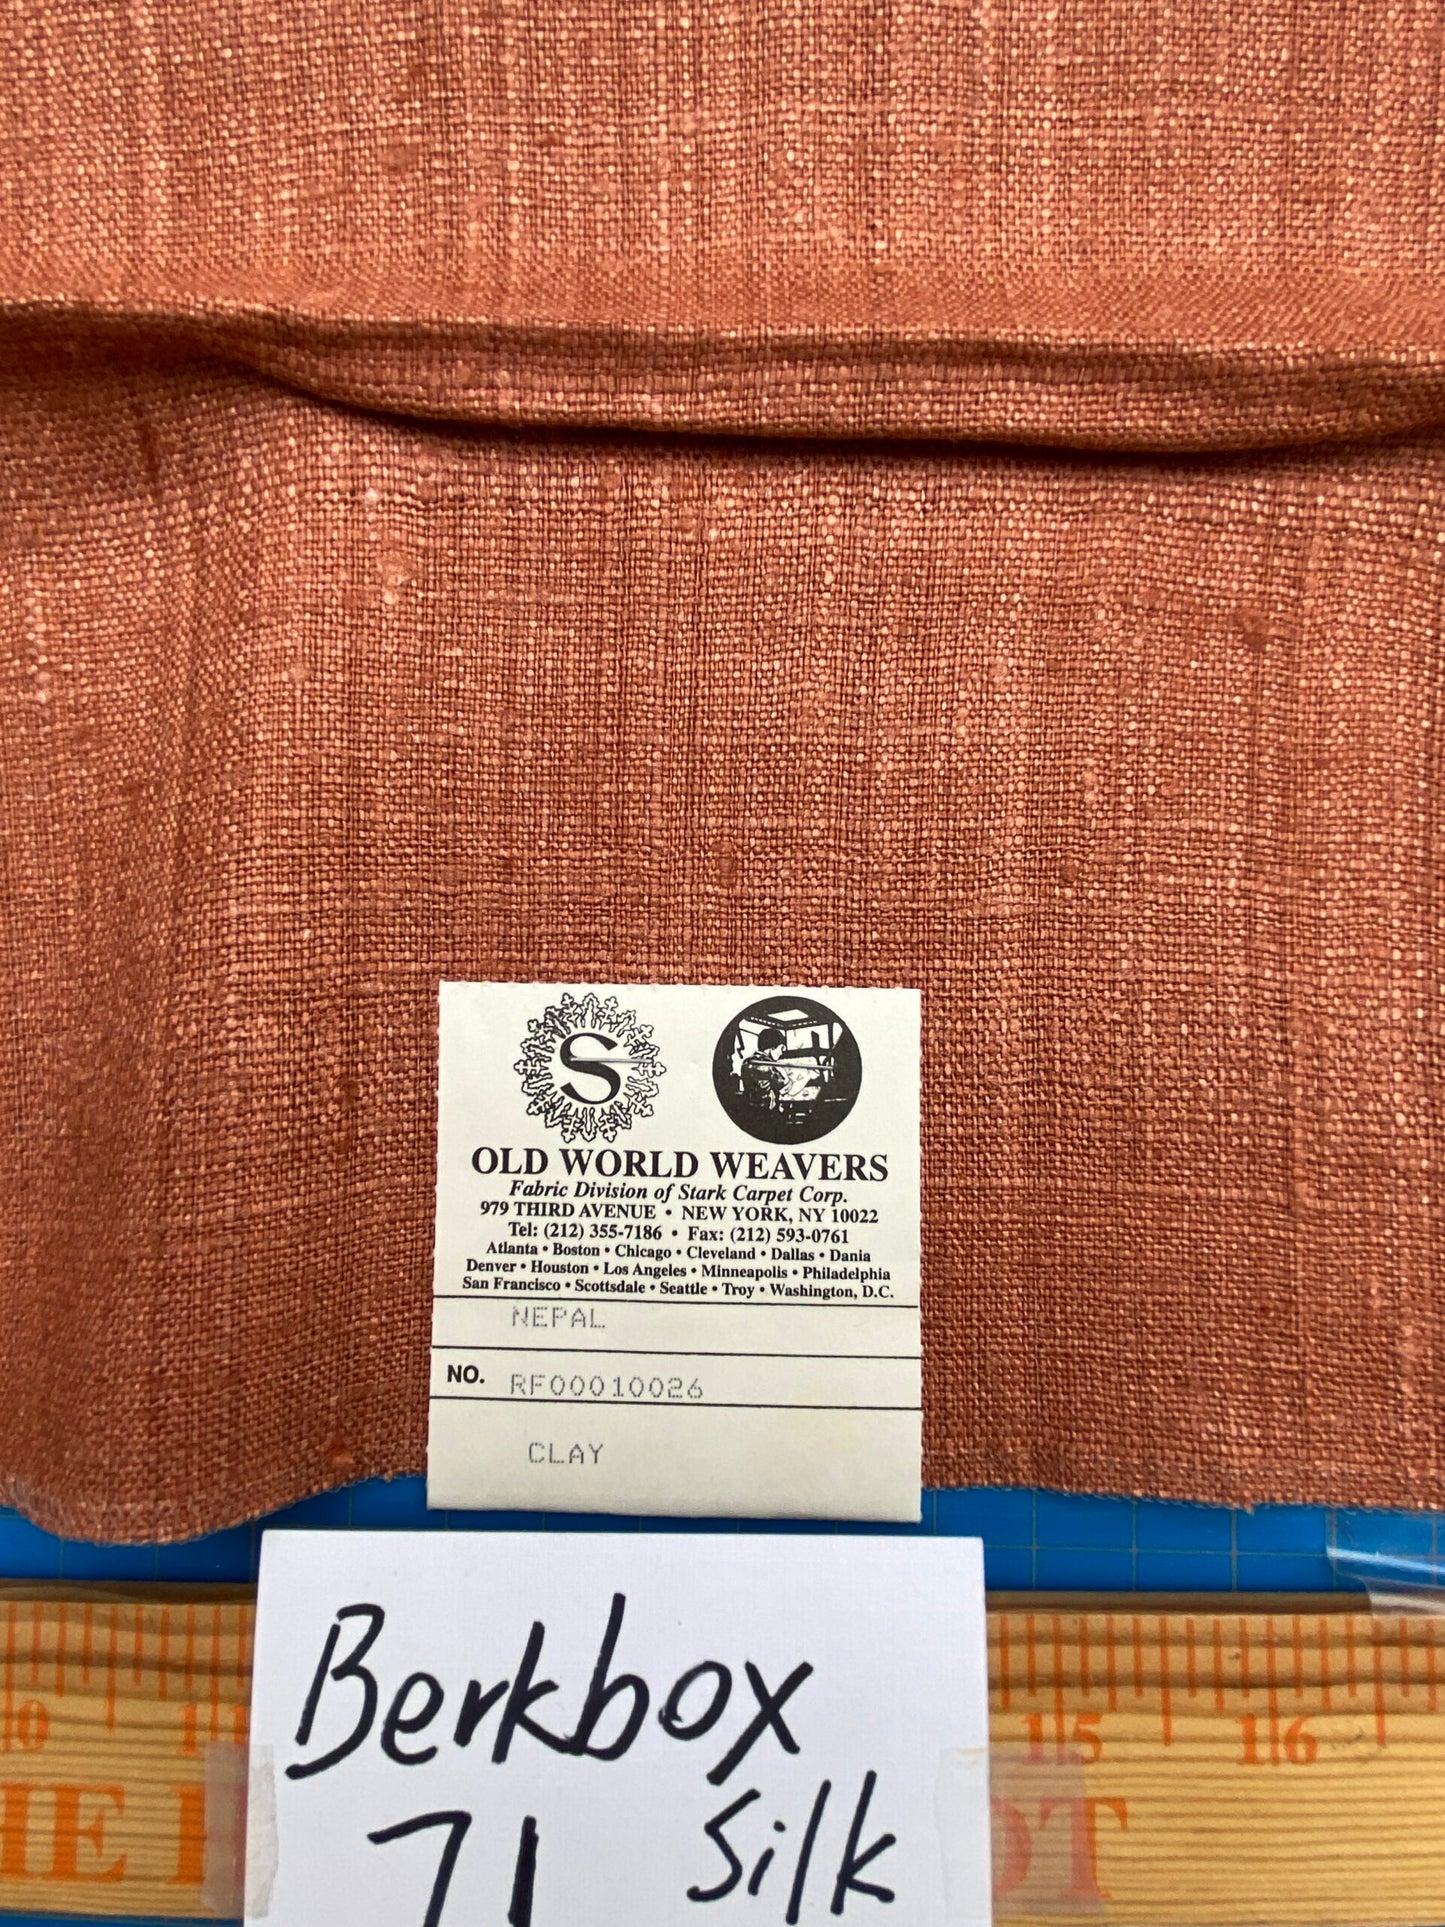 S
OLD WORLD WEAVERS
Fabric Division of Stark Carpet Corp.
979 THIRD AVENUE • NEW YORK, NY 10022
Tel: (212) 355-7186 • Fax: (212) 593-0761
Atlanta • Boston • Chicago • Cleveland • Dallas • Dania
Denver • Houston • Los Angeles • Minneapolis • Philadelphia
San Francisco • Scottsdale • Seattle • Troy • Washington, D.C.
NEPAL
NO. RF00010026
CLAY
Berkbox
71 Silk
15 16